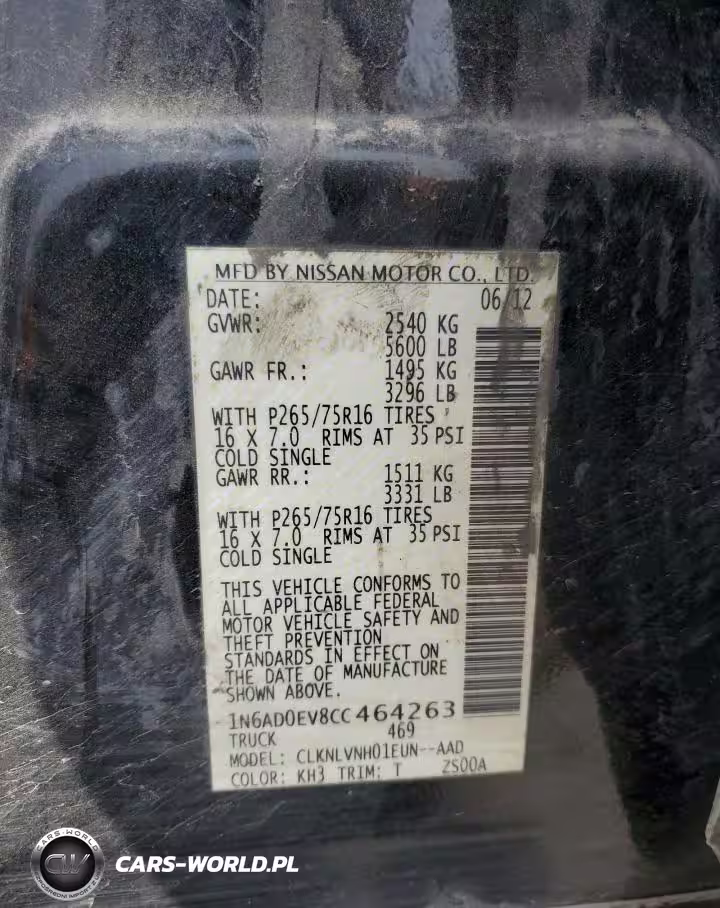 MFD BY NISSAN MOTOR CO., LTD.
DATE: 06/12
GVWR: 2540 KG
5600 LB
GAWR FR.: 1495 KG
3296 LB
WITH P265/75R16 TIRES
16 X 7.0 RIMS AT 35 PSI
COLD SINGLE
GAWR RR.: 1511 KG
3331 LB
WITH P265/75R16 TIRES
16 X 7.0 RIMS AT 35 PSI
COLD SINGLE
THIS VEHICLE CONFORMS TO
ALL APPLICABLE FEDERAL
MOTOR VEHICLE SAFETY AND
THEFT PREVENTION
STANDARDS IN EFFECT ON
THE DATE OF MANUFACTURE
SHOWN ABOVE.
1N6AD0EV8CC464263
TRUCK 469
MODEL: CLKNLVNH01EUN--AAD
COLOR: KH3 TRIM: T ZS00A
CARS-WORLD
CW
CARS-WORLD.PL